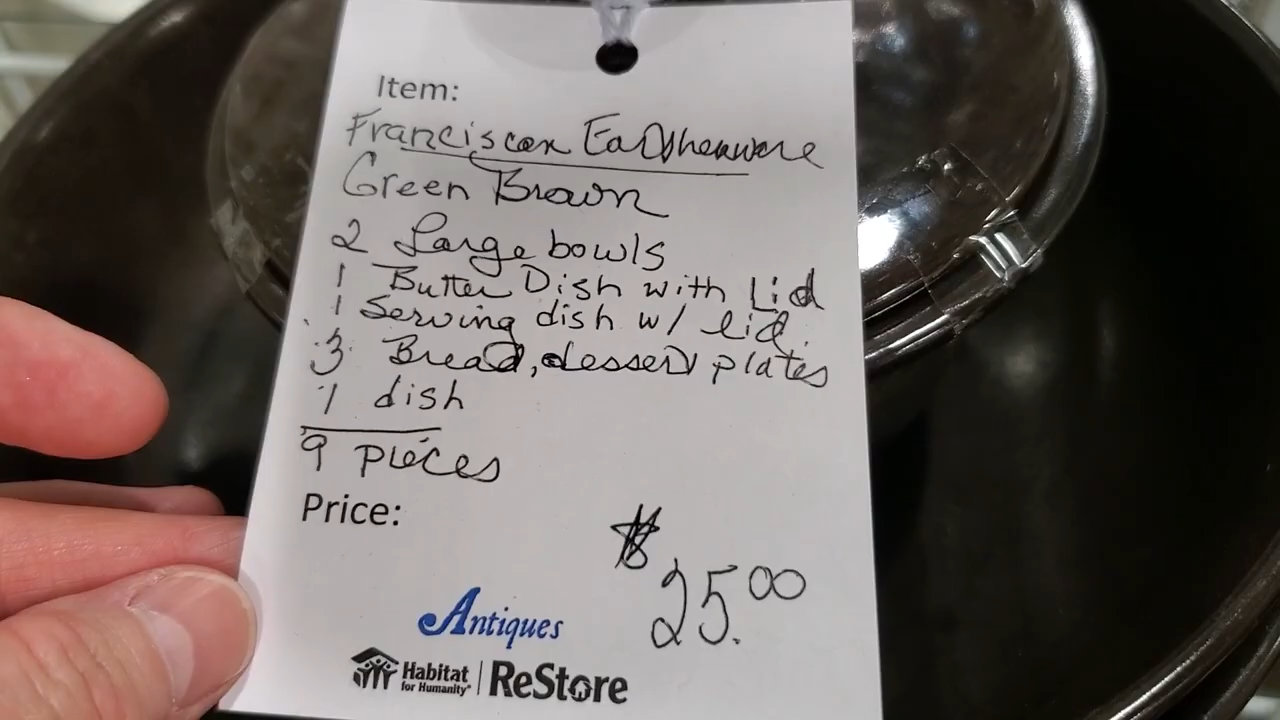 Item:
Franciscan Earthenware
Green Brown
2 Large bowls
1 Butter Dish with Lid
1 Serving dish w/ lid.
3 Bread, dessert plates
1 dish
9 pieces
Price:
$25.00
Antiques
Habitat for Humanity® | ReStore